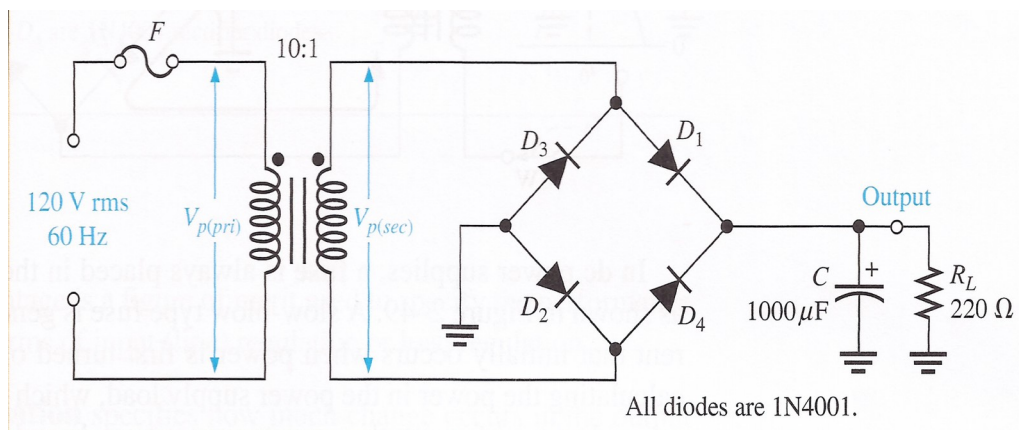 F
10:1
D3
D1
120 V rms
60 Hz
Vp(pri)
Vp(sec)
Output
D2
D4
C
1000 μF
+
RL
220 Ω
All diodes are 1N4001.